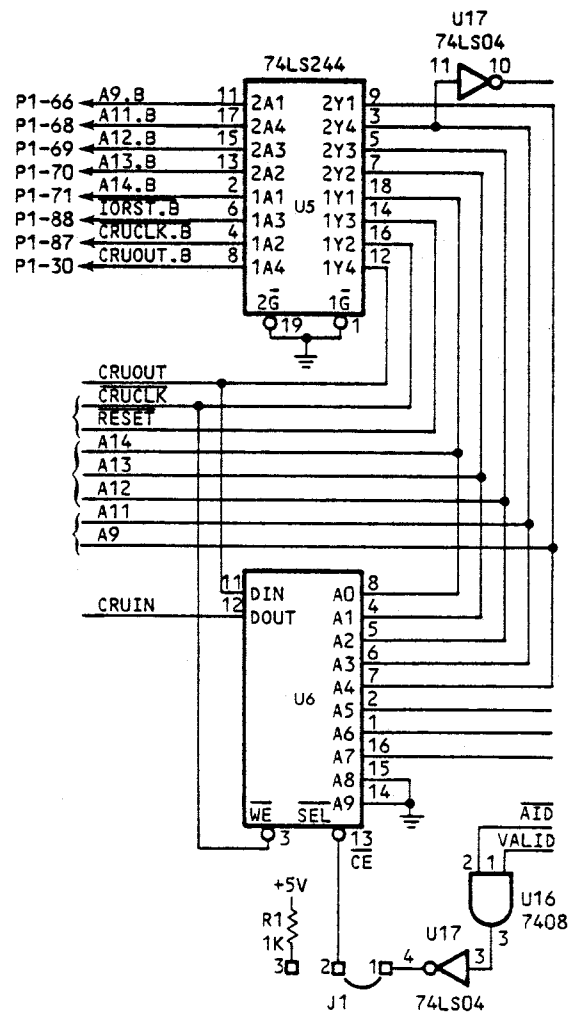 U17
74LS04
11 10
74LS244
P1-66 A9.B 11 2A1 2Y1 9
P1-68 A11.B 17 2A4 2Y4 3
P1-69 A12.B 15 2A3 2Y3 5
P1-70 A13.B 13 2A2 2Y2 7
P1-71 A14.B 2 1A1 1Y1 18
P1-88 IORST.B 6 1A3 U5 1Y3 14
P1-87 CRUCLK.B 4 1A2 1Y2 16
P1-30 CRUOUT.B 8 1A4 1Y4 12
2G̅ 1G̅
19 1
CRUOUT
C̅R̅U̅C̅L̅K̅
R̅E̅S̅E̅T̅
A14
A13
A12
A11
A9
11 DIN A0 8
CRUIN 12 DOUT A1 4
A2 5
A3 6
A4 7
U6
A5 2
A6 1
A7 16
A8 15
A9 14
W̅E̅ S̅E̅L̅
3 13
C̅E̅
A̅I̅D̅
VALID
2 1
+5V
U16
7408
R1
1K
3
U17
3 2 1 4 3
J1 74LS04